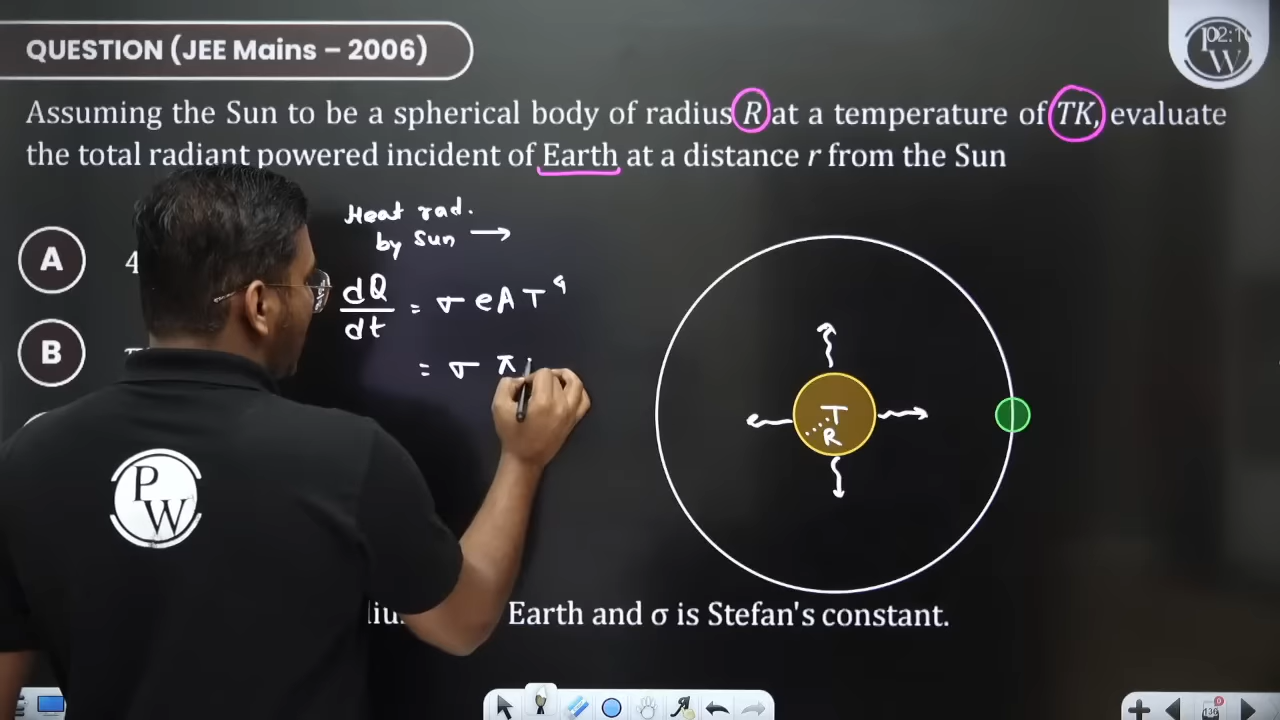 QUESTION (JEE Mains – 2006)
PW
Assuming the Sun to be a spherical body of radius R at a temperature of TK, evaluate
the total radiant powered incident of Earth at a distance r from the Sun
Heat rad.
by Sun →
A
4
dQ/dt = σ e A T⁴
B
= σ π
T
R
PW
Earth and σ is Stefan's constant.
136